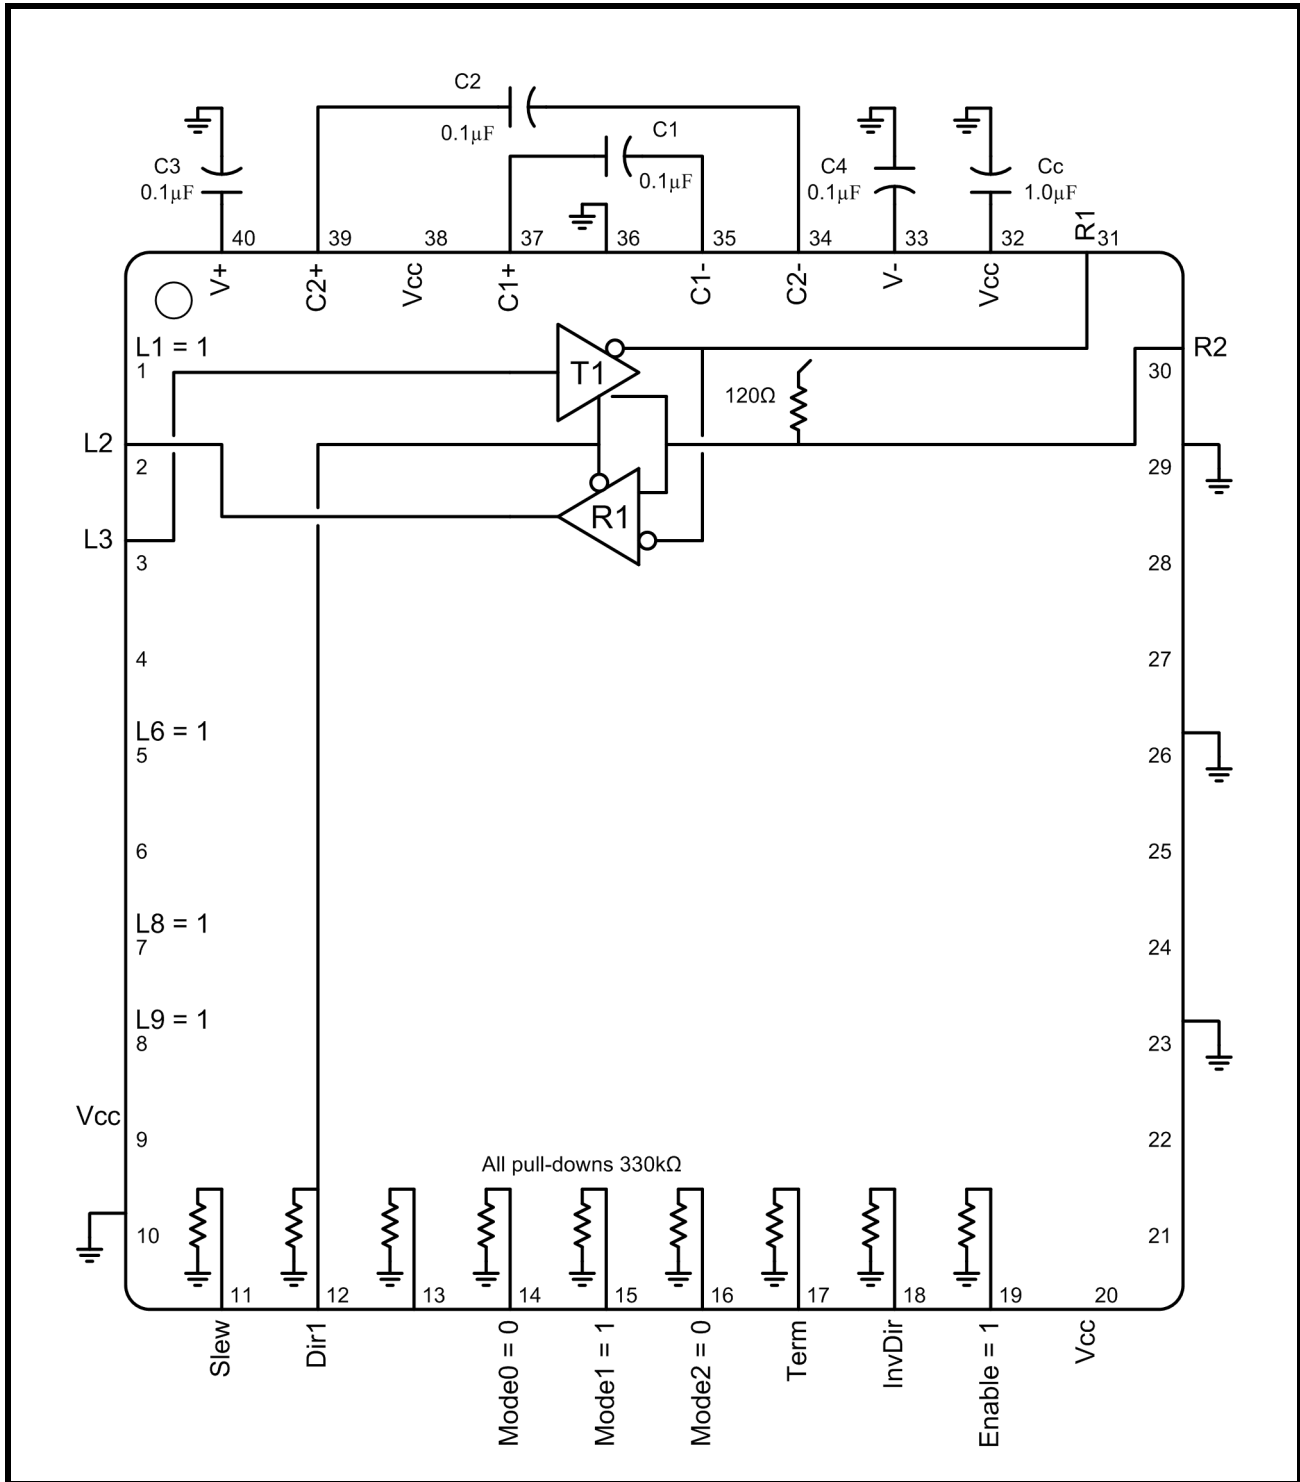 C2
0.1μF
C1
0.1μF
C3
0.1μF
C4
0.1μF
Cc
1.0μF
R1
40
39
38
37
36
35
34
33
32
31
V+
C2+
Vcc
C1+
C1-
C2-
V-
Vcc
L1 = 1
1
T1
120Ω
R2
30
L2
2
29
R1
L3
3
28
4
27
L6 = 1
5
26
6
25
L8 = 1
7
24
L9 = 1
8
23
Vcc
9
22
All pull-downs 330kΩ
10
21
11
12
13
14
15
16
17
18
19
20
Slew
Dir1
Mode0 = 0
Mode1 = 1
Mode2 = 0
Term
InvDir
Enable = 1
Vcc